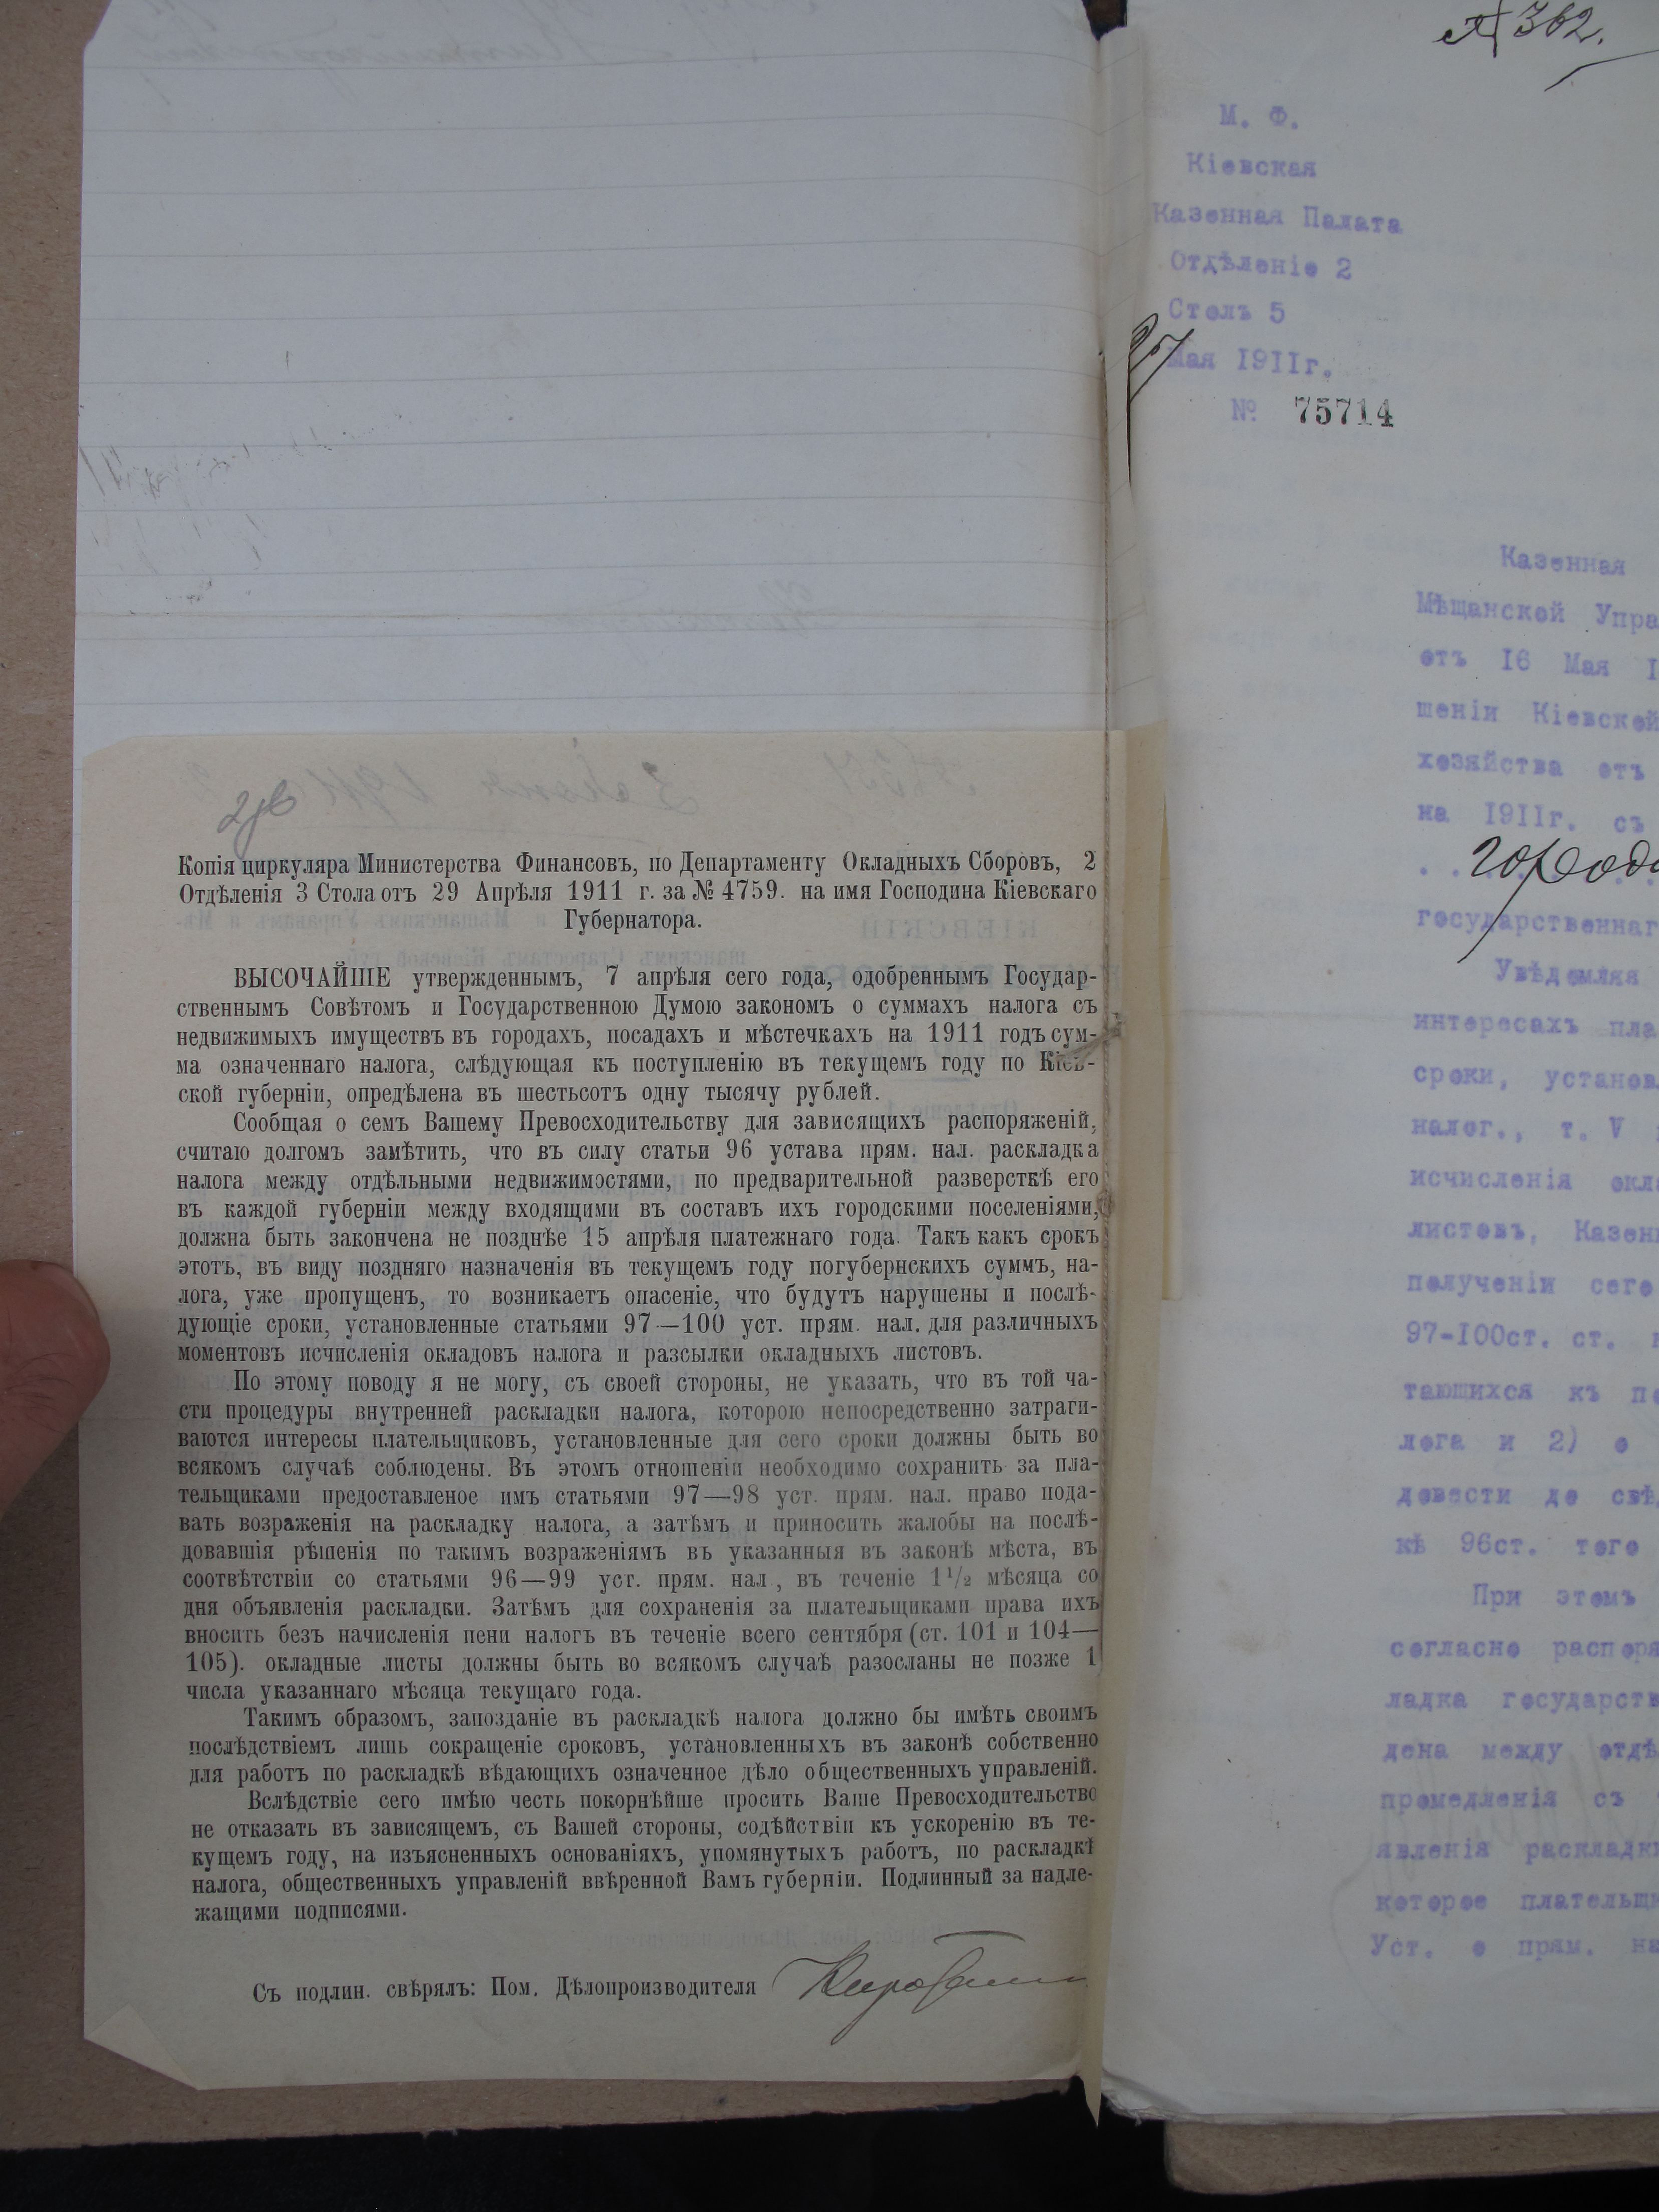 Копія циркуляра Министерства Финансовъ, по Департаменту Окладныхъ Сборовъ, 2
Отдѣленія 3 Стола отъ 29 Апрѣля 1911 г. за № 4759. на имя Господина Кіевскаго
Губернатора.
ВЫСОЧАЙШЕ утвержденнымъ, 7 апрѣля сего года, одобреннымъ Государ-
ственнымъ Совѣтомъ и Государственною Думою закономъ о суммахъ налога съ
недвижимыхъ имуществъ въ городахъ, посадахъ и мѣстечкахъ на 1911 годъ сум-
ма означеннаго налога, слѣдующая къ поступленію въ текущемъ году по Кіев-
ской губерніи, опредѣлена въ шестьсотъ одну тысячу рублей.
Сообщая о семъ Вашему Превосходительству для зависящихъ распоряженій,
считаю долгомъ замѣтить, что въ силу статьи 96 устава прям. нал. раскладка
налога между отдѣльными недвижимостями, по предварительной разверсткѣ его
въ каждой губерніи между входящими въ составъ ихъ городскими поселеніями,
должна быть закончена не позднѣе 15 апрѣля платежнаго года. Такъ какъ срокъ
этотъ, въ виду поздняго назначенія въ текущемъ году погубернскихъ суммъ, на-
лога, уже пропущенъ, то возникаетъ опасеніе, что будутъ нарушены и послѣ-
дующіе сроки, установленные статьями 97—100 уст. прям. нал. для различныхъ
моментовъ исчисленія окладовъ налога и разсылки окладныхъ листовъ.
По этому поводу я не могу, съ своей стороны, не указать, что въ той ча-
сти процедуры внутренней раскладки налога, которою непосредственно затраги-
ваются интересы плательщиковъ, установленные для сего сроки должны быть во
всякомъ случаѣ соблюдены. Въ этомъ отношеніи необходимо сохранить за пла-
тельщиками предоставленое имъ статьями 97—98 уст. прям. нал. право пода-
вать возраженія на раскладку налога, а затѣмъ и приносить жалобы на послѣ-
довавшія рѣшенія по такимъ возраженіямъ въ указанныя въ законѣ мѣста, въ
соотвѣтствіи со статьями 96—99 уст. прям. нал., въ теченіе 1 1/2 мѣсяца со
дня объявленія раскладки. Затѣмъ для сохраненія за плательщиками права ихъ
вносить безъ начисленія пени налогъ въ теченіе всего сентября (ст. 101 и 104—
105). окладные листы должны быть во всякомъ случаѣ разосланы не позже 1
числа указаннаго мѣсяца текущаго года.
Такимъ образомъ, запозданіе въ раскладкѣ налога должно бы имѣть своимъ
послѣдствіемъ лишь сокращеніе сроковъ, установленныхъ въ законѣ собственно
для работъ по раскладкѣ вѣдающихъ означенное дѣло общественныхъ управленій.
Вслѣдствіе сего имѣю честь покорнѣйше просить Ваше Превосходительство
не отказать въ зависящемъ, съ Вашей стороны, содѣйствіи къ ускоренію въ те-
кущемъ году, на изъясненныхъ основаніяхъ, упомянутыхъ работъ, по раскладкѣ
налога, общественныхъ управленій ввѣренной Вамъ губерніи. Подлинный за надле-
жащими подписями.
Съ подлин. свѣрялъ: Пом. Дѣлопроизводителя
362.
М. Ф.
Кіевская
Казенная Палата
Отдѣленіе 2
Столъ 5
Мая 1911г.
№ 75714
Казенная
Мѣщанской Упра
отъ 16 Мая 1
шеніи Кіевской
хозяйства отъ
на 1911г. съ
государственнаг
Увѣдомляя
интересахъ пла
сроки, установ
налог., т. V
исчисленія окла
листовъ, Казен
полученіи сего
97-100ст. ст.
тающихся къ по
лога и 2) о
довести до свѣд
кѣ 96ст. того
При этомъ
согласно распоря
ладка государств
дена между отдѣ
промедленія съ
явленія раскладк
которое плательщ
Уст. о прям. на